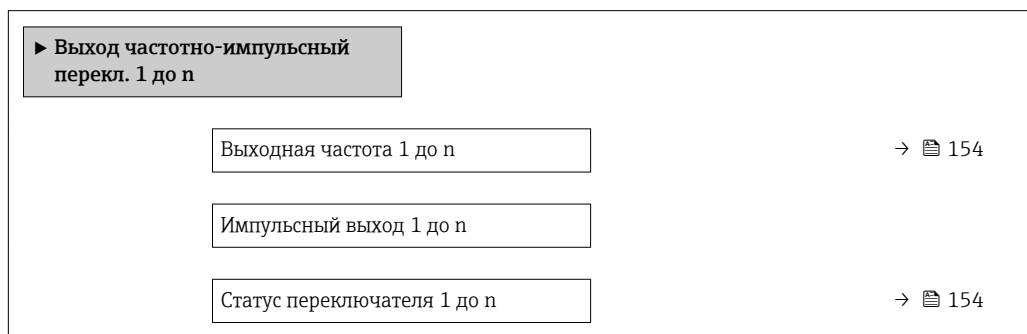 ▶ Выход частотно-импульсный
перекл. 1 до n
Выходная частота 1 до n → 154
Импульсный выход 1 до n
Статус переключателя 1 до n → 154